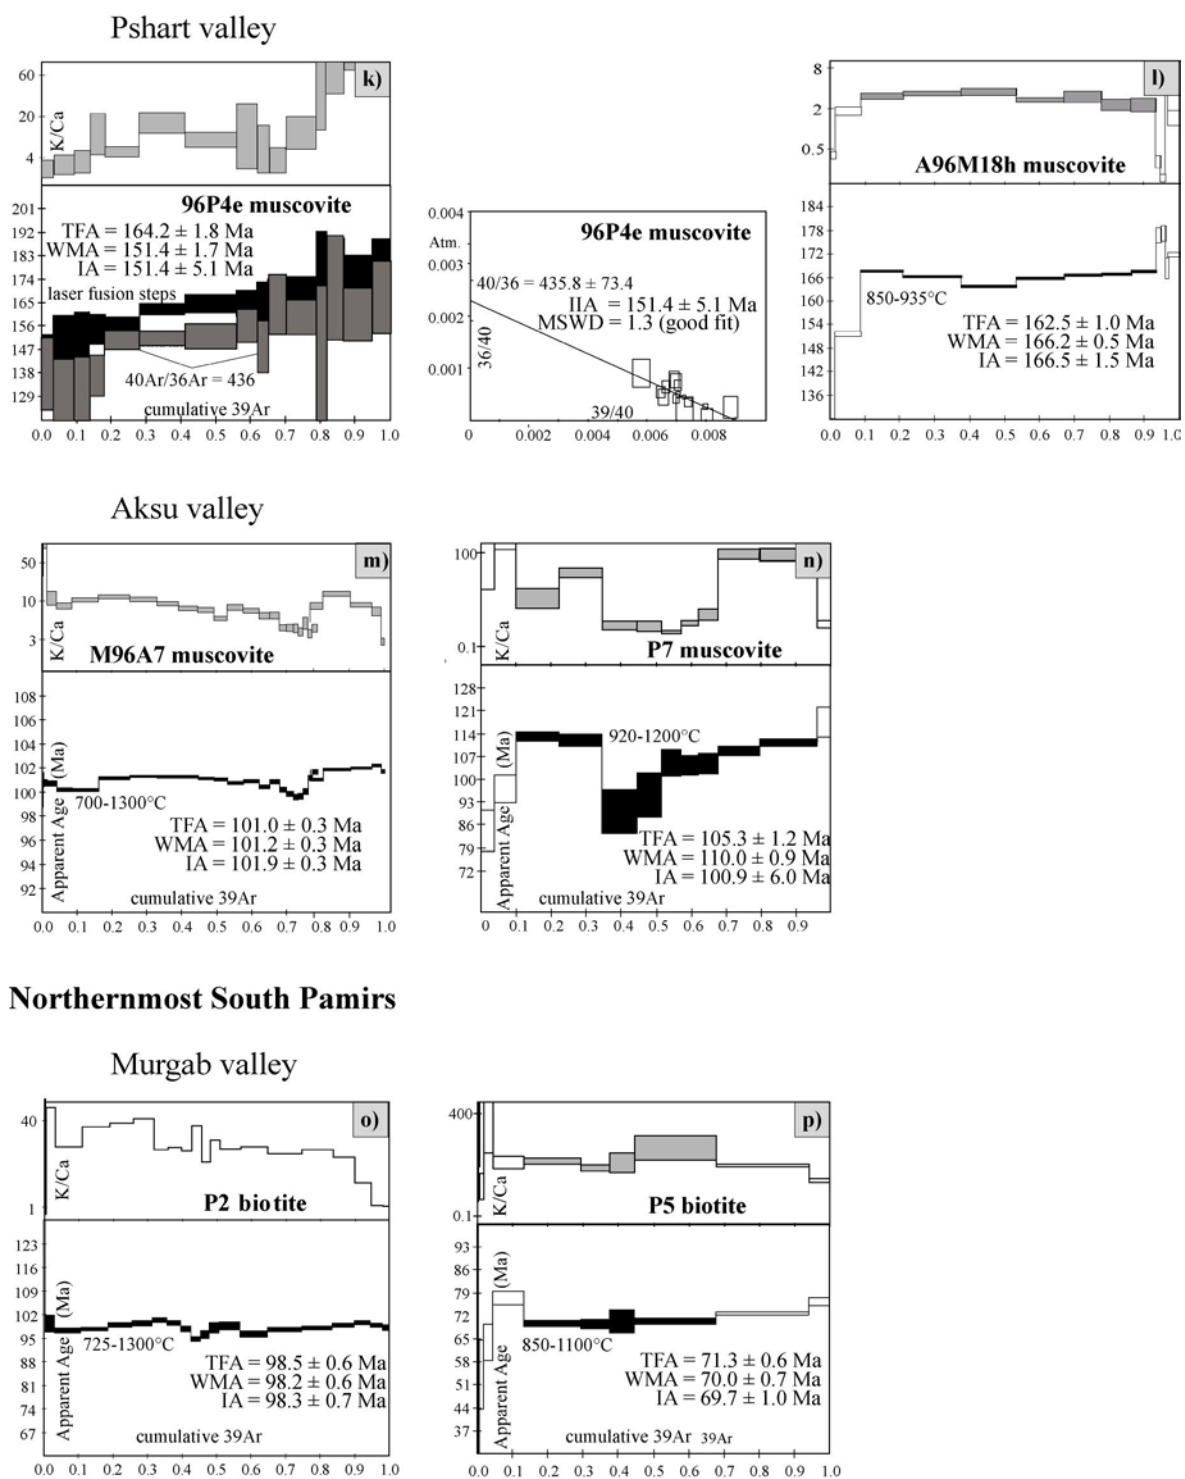 Pshart valley
k)
60
20
4
K/Ca
96P4e muscovite
TFA = 164.2 ± 1.8 Ma
WMA = 151.4 ± 1.7 Ma
IA = 151.4 ± 5.1 Ma
laser fusion steps
201
192
183
174
165
156
147
138
129
40Ar/36Ar = 436
cumulative 39Ar
0.0 0.1 0.2 0.3 0.4 0.5 0.6 0.7 0.8 0.9 1.0
0.004
Atm.
0.003
0.002
0.001
36/40
96P4e muscovite
40/36 = 435.8 ± 73.4
IIA = 151.4 ± 5.1 Ma
MSWD = 1.3 (good fit)
39/40
0 0.002 0.004 0.006 0.008
l)
8
2
0.5
A96M18h muscovite
184
178
172
166
160
154
148
142
136
850-935°C
TFA = 162.5 ± 1.0 Ma
WMA = 166.2 ± 0.5 Ma
IA = 166.5 ± 1.5 Ma
0.0 0.1 0.2 0.3 0.4 0.5 0.6 0.7 0.8 0.9 1.0
Aksu valley
m)
50
10
3
K/Ca
M96A7 muscovite
108
106
104
102
100
98
96
94
92
Apparent Age (Ma)
700-1300°C
TFA = 101.0 ± 0.3 Ma
WMA = 101.2 ± 0.3 Ma
IA = 101.9 ± 0.3 Ma
cumulative 39Ar
0.0 0.1 0.2 0.3 0.4 0.5 0.6 0.7 0.8 0.9 1.0
n)
100
0.1
K/Ca
P7 muscovite
128
121
114
107
100
93
86
79
72
Apparent Age (Ma)
920-1200°C
TFA = 105.3 ± 1.2 Ma
WMA = 110.0 ± 0.9 Ma
IA = 100.9 ± 6.0 Ma
cumulative 39Ar
0 0.1 0.2 0.3 0.4 0.5 0.6 0.7 0.8 0.9
Northernmost South Pamirs
Murgab valley
o)
40
1
K/Ca
P2 biotite
123
116
109
102
95
88
81
74
67
Apparent Age (Ma)
725-1300°C
TFA = 98.5 ± 0.6 Ma
WMA = 98.2 ± 0.6 Ma
IA = 98.3 ± 0.7 Ma
cumulative 39Ar
0.0 0.1 0.2 0.3 0.4 0.5 0.6 0.7 0.8 0.9 1.0
p)
400
0.1
K/Ca
P5 biotite
93
86
79
72
65
58
51
44
37
Apparent Age (Ma)
850-1100°C
TFA = 71.3 ± 0.6 Ma
WMA = 70.0 ± 0.7 Ma
IA = 69.7 ± 1.0 Ma
cumulative 39Ar 39Ar
0.0 0.1 0.2 0.3 0.4 0.5 0.6 0.7 0.8 0.9 1.0